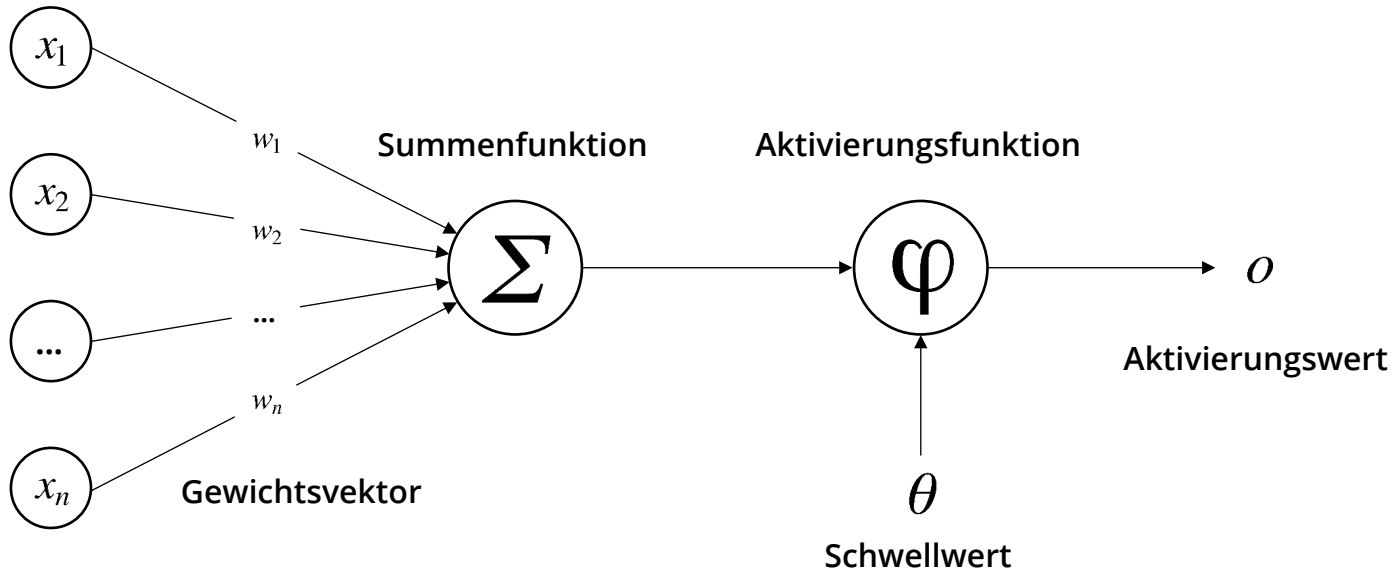 x₁
w₁
Summenfunktion
Aktivierungsfunktion
x₂
w₂
Σ
φ
o
...
...
Aktivierungswert
wₙ
xₙ
Gewichtsvektor
θ
Schwellwert